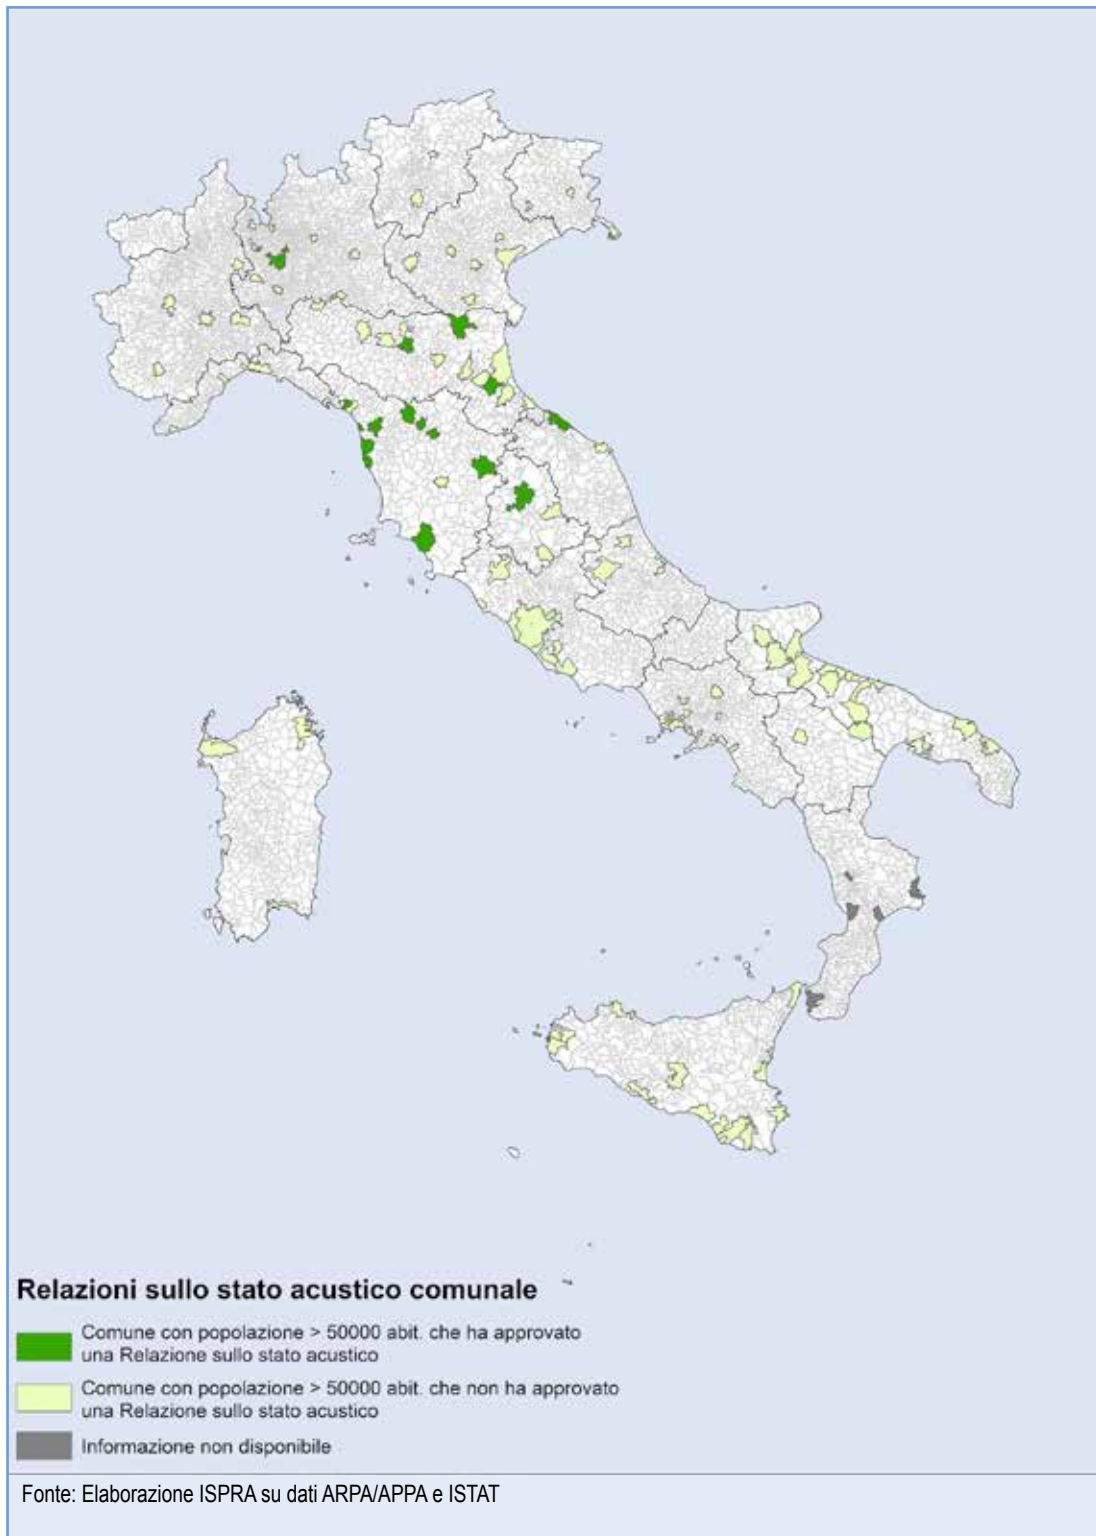 Relazioni sullo stato acustico comunale
Comune con popolazione > 50000 abit. che ha approvato
una Relazione sullo stato acustico
Comune con popolazione > 50000 abit. che non ha approvato
una Relazione sullo stato acustico
Informazione non disponibile
Fonte: Elaborazione ISPRA su dati ARPA/APPA e ISTAT